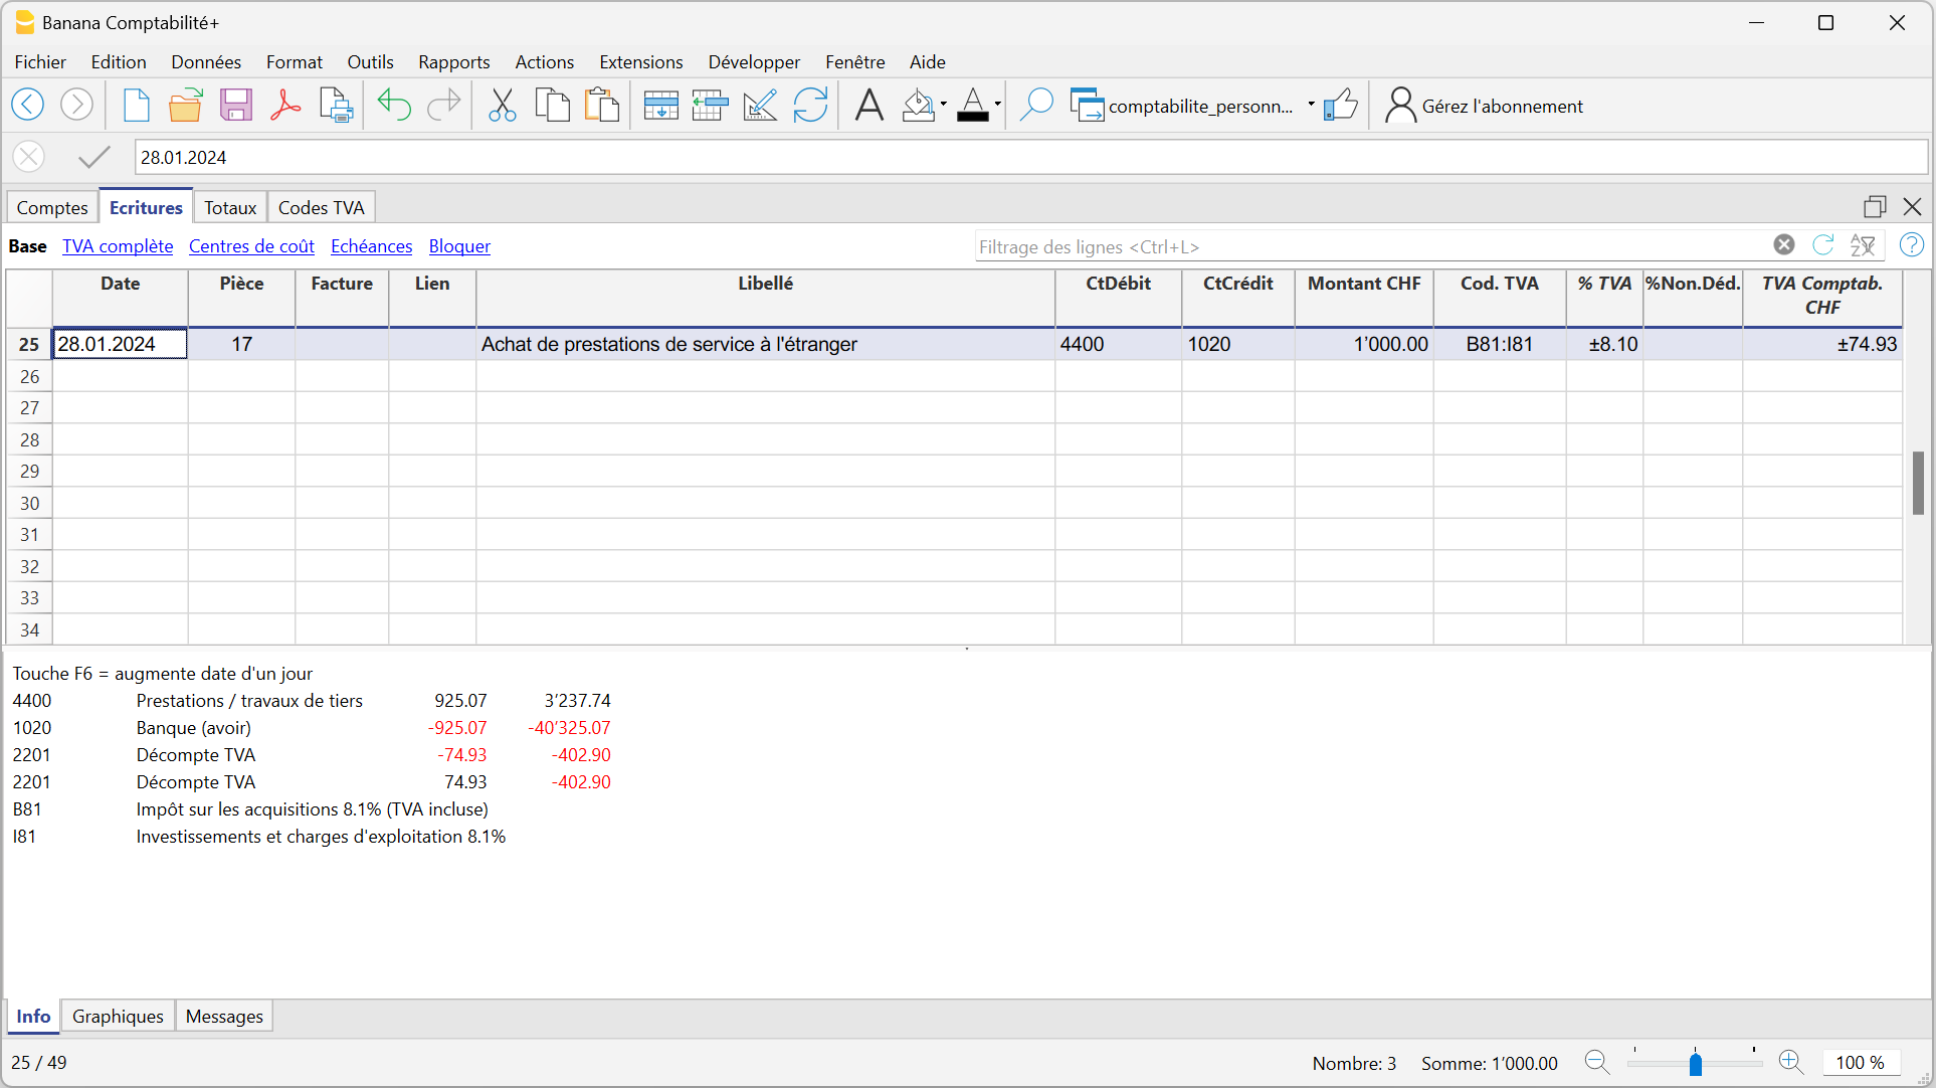 Banana Comptabilité+
Fichier Edition Données Format Outils Rapports Actions Extensions Développer Fenêtre Aide
comptabilite_personn... Gérez l'abonnement
28.01.2024
Comptes Ecritures Totaux Codes TVA
Base TVA complète Centres de coût Echéances Bloquer Filtrage des lignes <Ctrl+L>
Date Pièce Facture Lien Libellé CtDébit CtCrédit Montant CHF Cod. TVA % TVA %Non.Déd. TVA Comptab. CHF
25 28.01.2024 17 Achat de prestations de service à l'étranger 4400 1020 1’000.00 B81:I81 ±8.10 ±74.93
26
27
28
29
30
31
32
33
34
Touche F6 = augmente date d'un jour
4400 Prestations / travaux de tiers 925.07 3’237.74
1020 Banque (avoir) -925.07 -40’325.07
2201 Décompte TVA -74.93 -402.90
2201 Décompte TVA 74.93 -402.90
B81 Impôt sur les acquisitions 8.1% (TVA incluse)
I81 Investissements et charges d'exploitation 8.1%
Info Graphiques Messages
25 / 49 Nombre: 3 Somme: 1’000.00 100 %